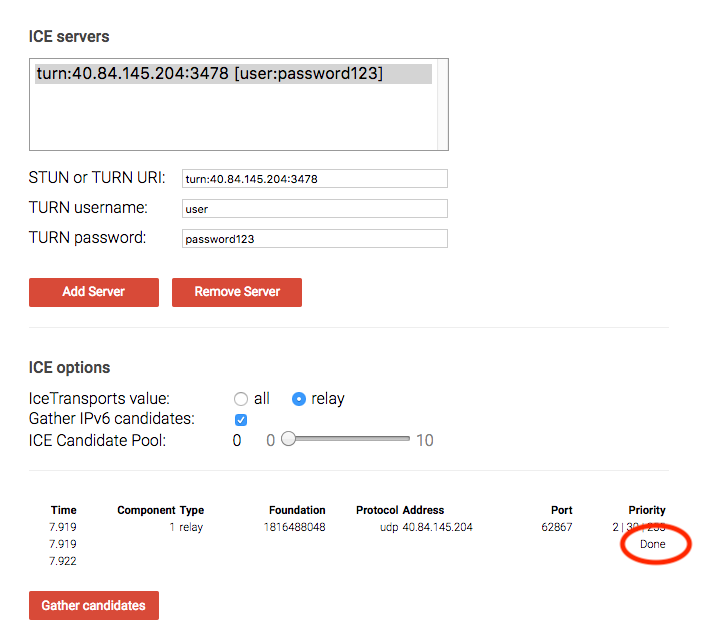 ICE servers
turn:40.84.145.204:3478 [user:password123]
STUN or TURN URI: turn:40.84.145.204:3478
TURN username: user
TURN password: password123
Add Server Remove Server
ICE options
IceTransports value: all relay
Gather IPv6 candidates:
ICE Candidate Pool: 0 0 10
Time Component Type Foundation Protocol Address Port Priority
7.919 1 relay 1816488048 udp 40.84.145.204 62867 2 | 30 | 255
7.919 Done
7.922
Gather candidates